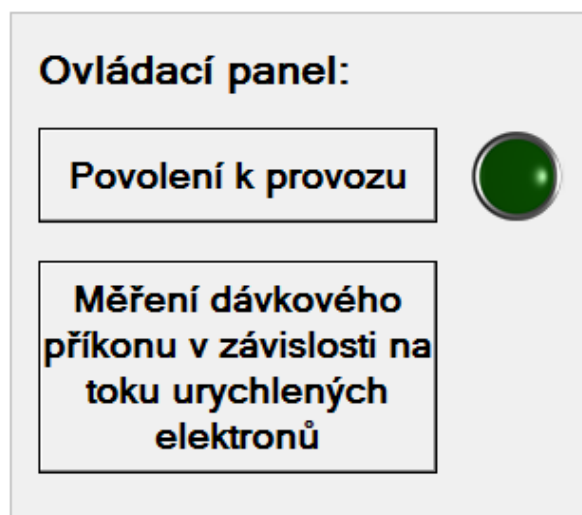 Ovládací panel:
Povolení k provozu
Měření dávkového
příkonu v závislosti na
toku urychlených
elektronů